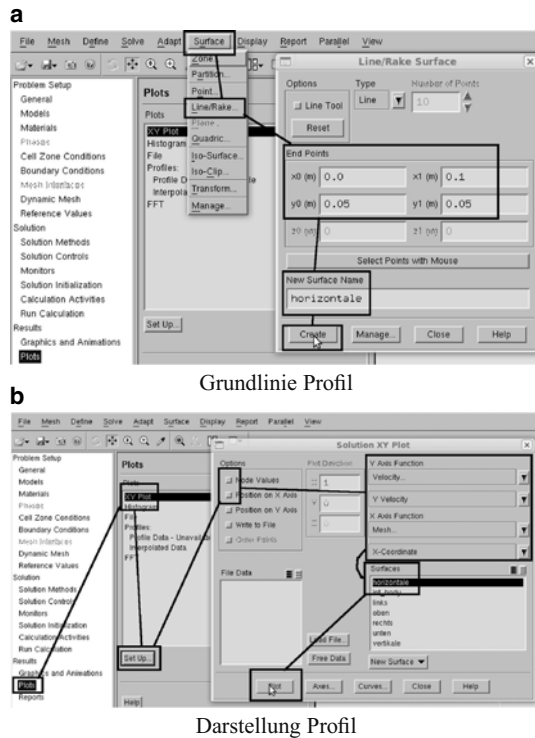 a
File Mesh Define Solve Adapt Surface Display Report Parallel View
Problem Setup
General
Models
Materials
Phases
Cell Zone Conditions
Boundary Conditions
Mesh Interfaces
Dynamic Mesh
Reference Values
Solution
Solution Methods
Solution Controls
Monitors
Solution Initialization
Calculation Activities
Run Calculation
Results
Graphics and Animations
Plots
Plots
Plots
XY Plot
Histogram
File
Profiles:
Profile D
Interpola
FFT
Set Up...
Zone...
Partition...
Point...
Line/Rake...
Plane...
Quadric...
Iso-Surface...
Iso-Clip...
Transform...
Manage...
Line/Rake Surface
Options
Line Tool
Reset
Type
Line
Number of Points
10
End Points
x0 (m) 0.0
x1 (m) 0.1
y0 (m) 0.05
y1 (m) 0.05
z0 (m) 0
z1 (m) 0
Select Points with Mouse
New Surface Name
horizontale
Create Manage... Close Help
Grundlinie Profil
b
File Mesh Define Solve Adapt Surface Display Report Parallel View
Problem Setup
General
Models
Materials
Phases
Cell Zone Conditions
Boundary Conditions
Mesh Interfaces
Dynamic Mesh
Reference Values
Solution
Solution Methods
Solution Controls
Monitors
Solution Initialization
Calculation Activities
Run Calculation
Results
Graphics and Animations
Plots
Reports
Plots
Plots
XY Plot
Histogram
File
Profiles:
Profile Data - Unavailab
Interpolated Data
FFT
Set Up...
Help
Solution XY Plot
Options
Node Values
Position on X Axis
Position on Y Axis
Write to File
Order Points
Plot Direction
X 1
Y 0
Z 0
Y Axis Function
Velocity...
Y Velocity
X Axis Function
Mesh...
X-Coordinate
File Data
Load File...
Free Data
Surfaces
horizontale
int_body
links
oben
rechts
unten
vertikale
New Surface
Plot Axes... Curves... Close Help
Darstellung Profil